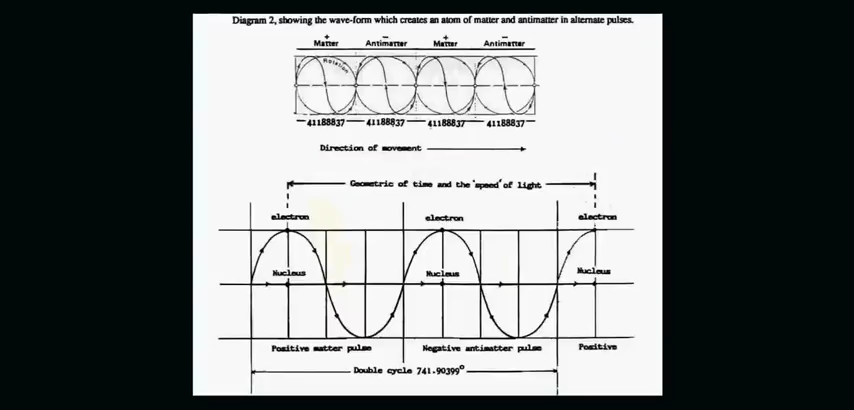 Diagram 2, showing the wave-form which creates an atom of matter and antimatter in alternate pulses.
+ − + −
Matter Antimatter Matter Antimatter
Rotation
41188837 41188837 41188837 41188837
Direction of movement
Geometric of time and the 'speed' of light
electron electron electron
Nucleus Nucleus Nucleus
Positive matter pulse Negative antimatter pulse Positive
Double cycle 741.90399°